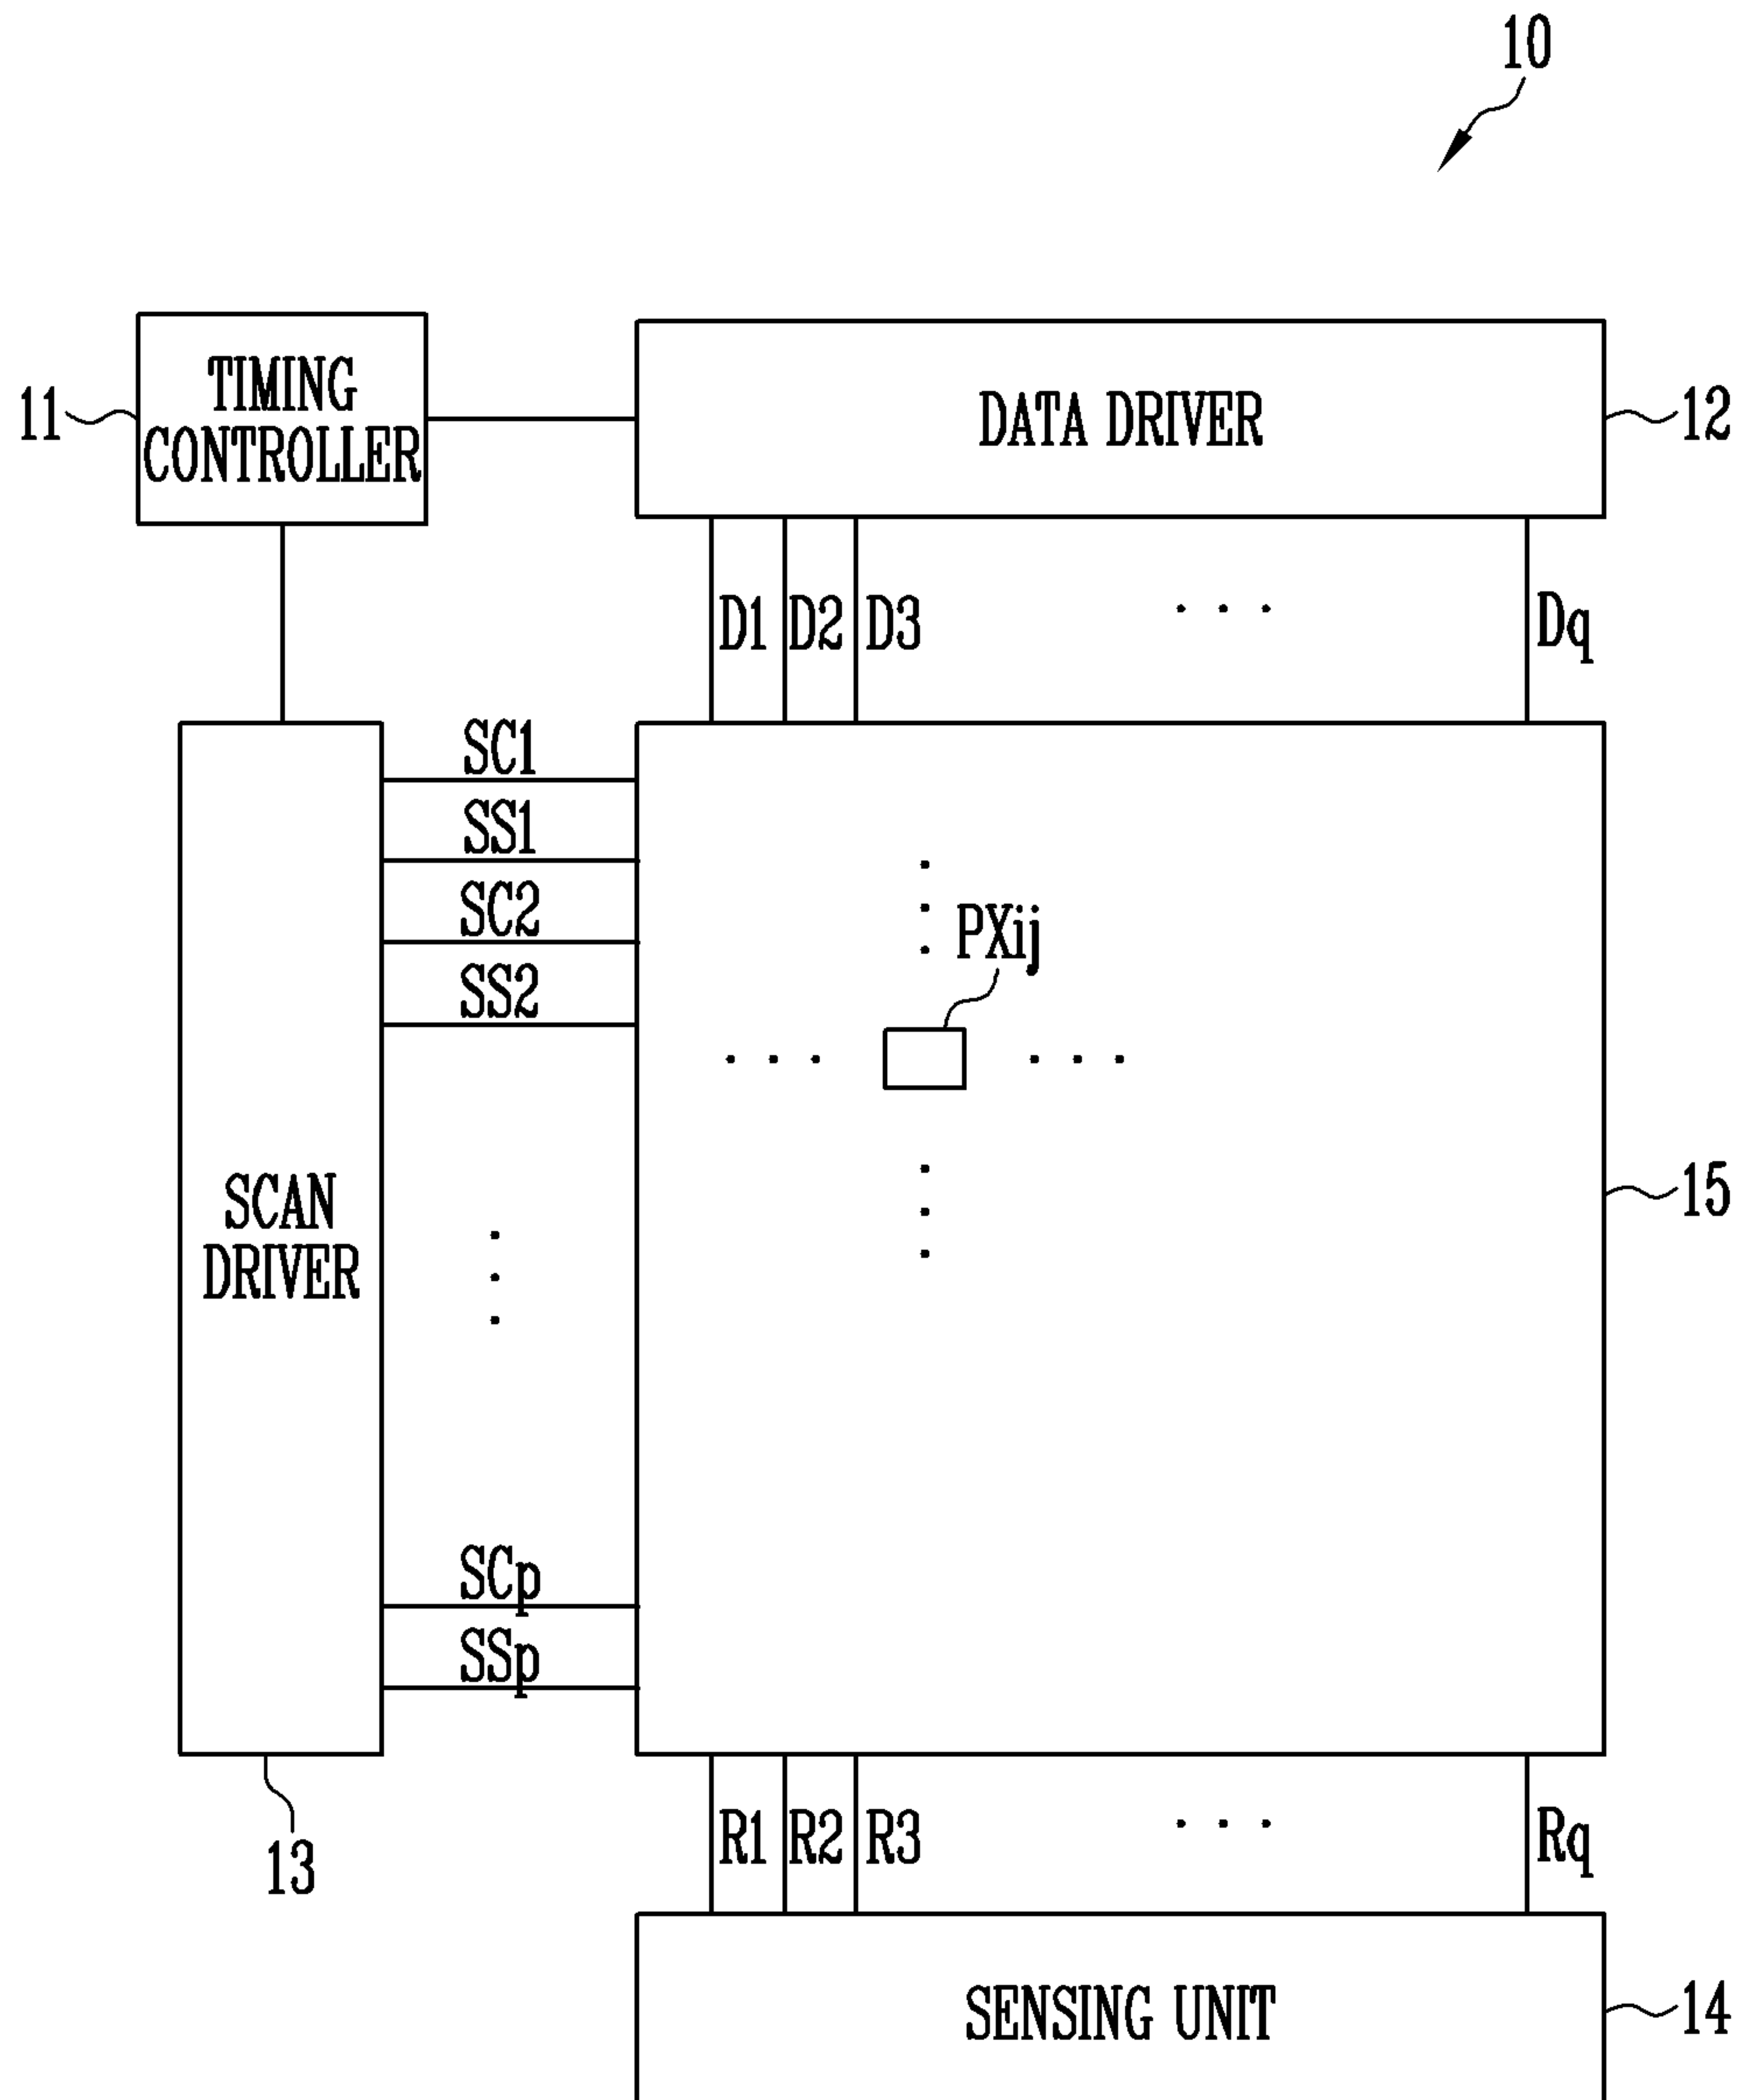 10
TIMING
CONTROLLER
11
DATA DRIVER
12
D1 D2 D3 . . . Dq
SC1
SS1
SC2
SS2
PXij
SCAN
DRIVER
15
SCp
SSp
R1 R2 R3 . . . Rq
13
SENSING UNIT
14